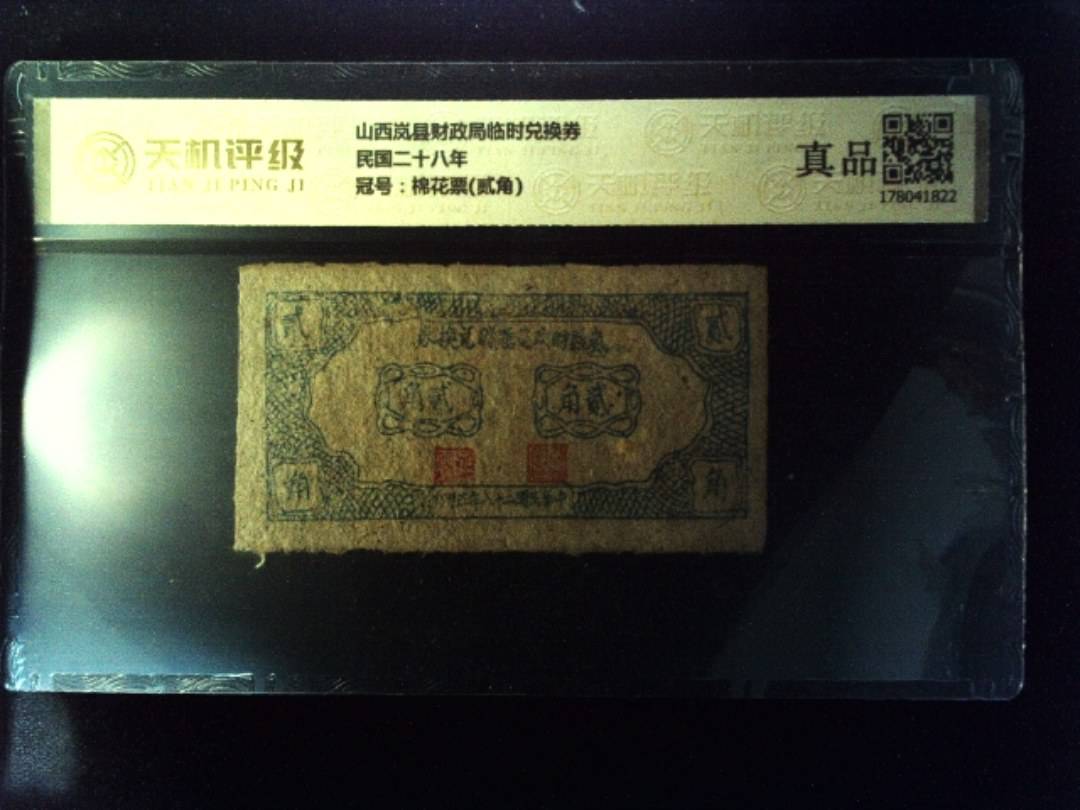 天机评级
TIAN JI PING JI
山西岚县财政局临时兑换券
民国二十八年
冠号：棉花票(贰角)
真品
178041822
贰
贰
角贰
角贰
角
角